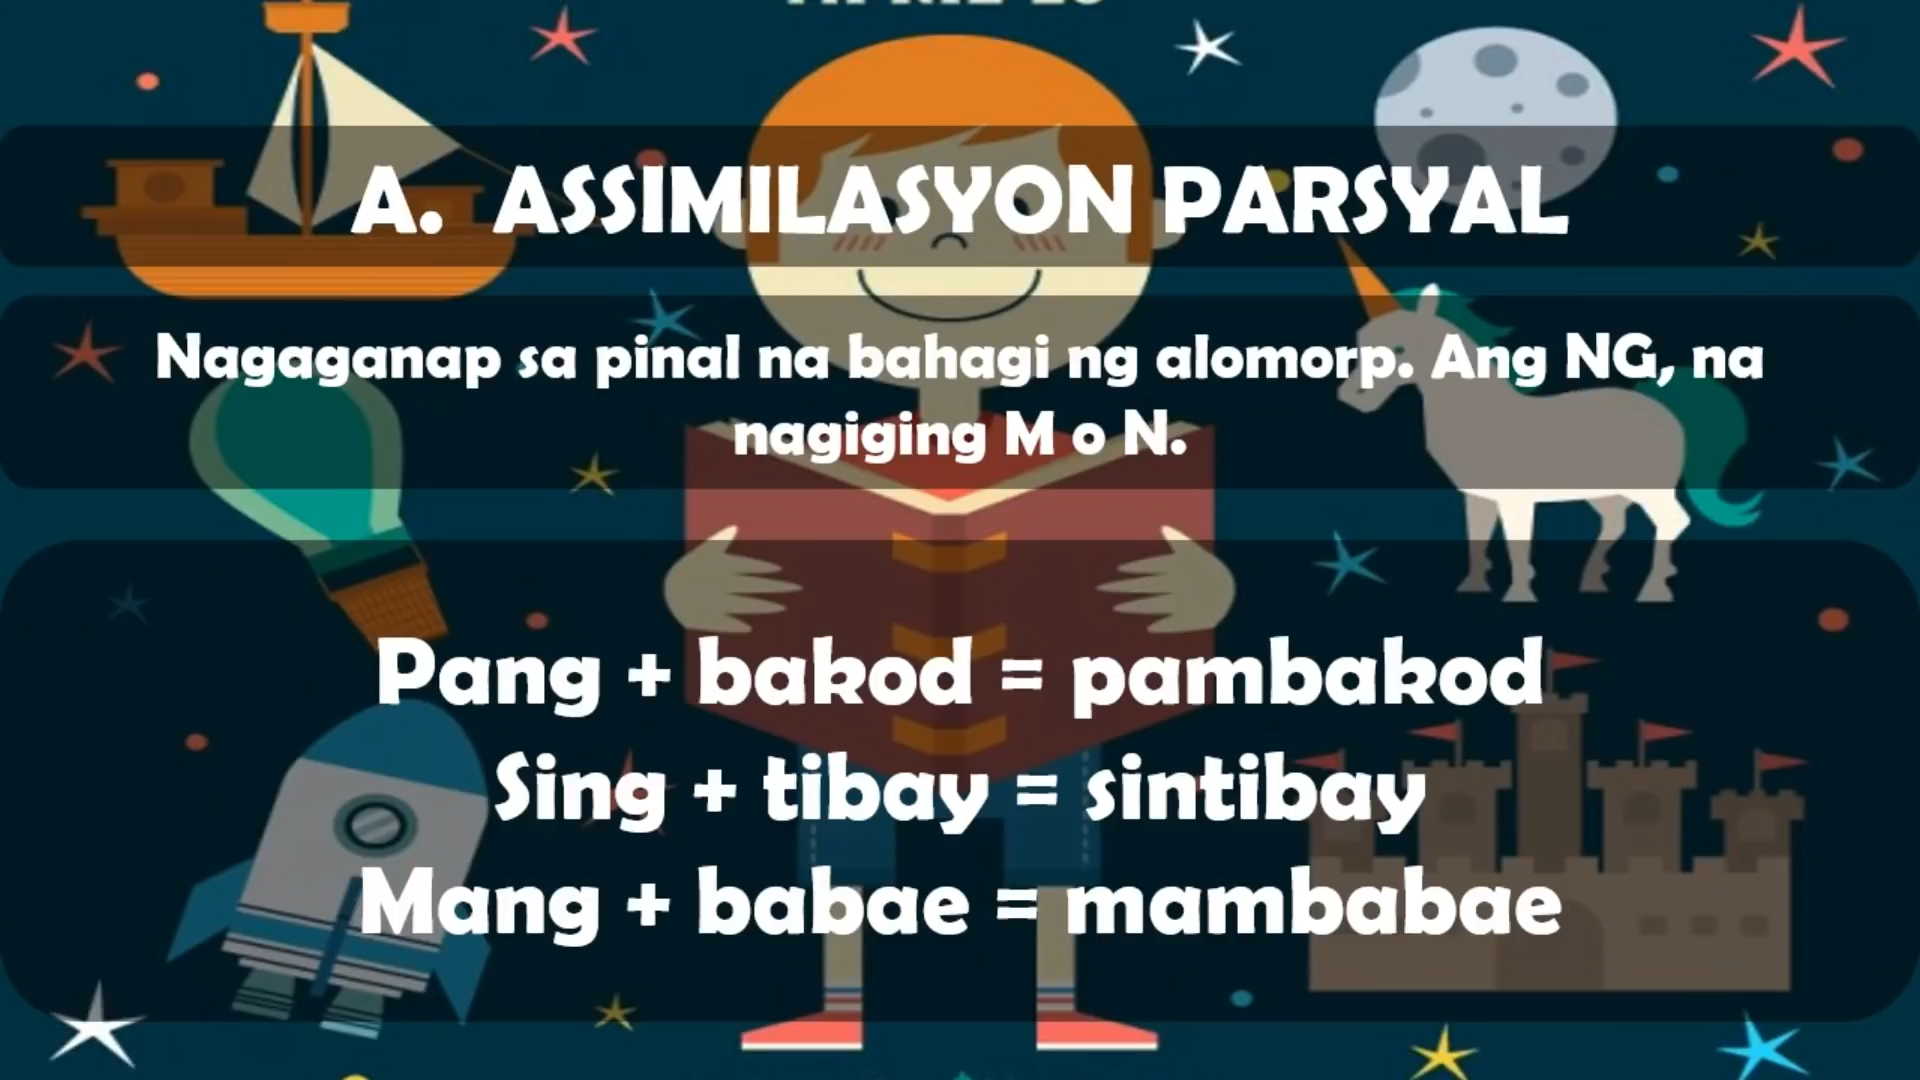 A. ASSIMILASYON PARSYAL
Nagaganap sa pinal na bahagi ng alomorp. Ang NG, na
nagiging M o N.
Pang + bakod = pambakod
Sing + tibay = sintibay
Mang + babae = mambabae